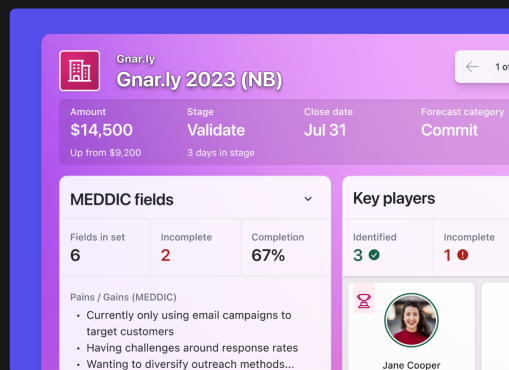 Gnar.ly
Gnar.ly 2023 (NB)
1 of
Amount
Stage
Close date
Forecast category
$14,500
Validate
Jul 31
Commit
Up from $9,200
3 days in stage
MEDDIC fields
Key players
Fields in set
Incomplete
Completion
Identified
Incomplete
6
2
67%
3
1
Pains / Gains (MEDDIC)
• Currently only using email campaigns to
target customers
• Having challenges around response rates
• Wanting to diversify outreach methods...
Jane Cooper